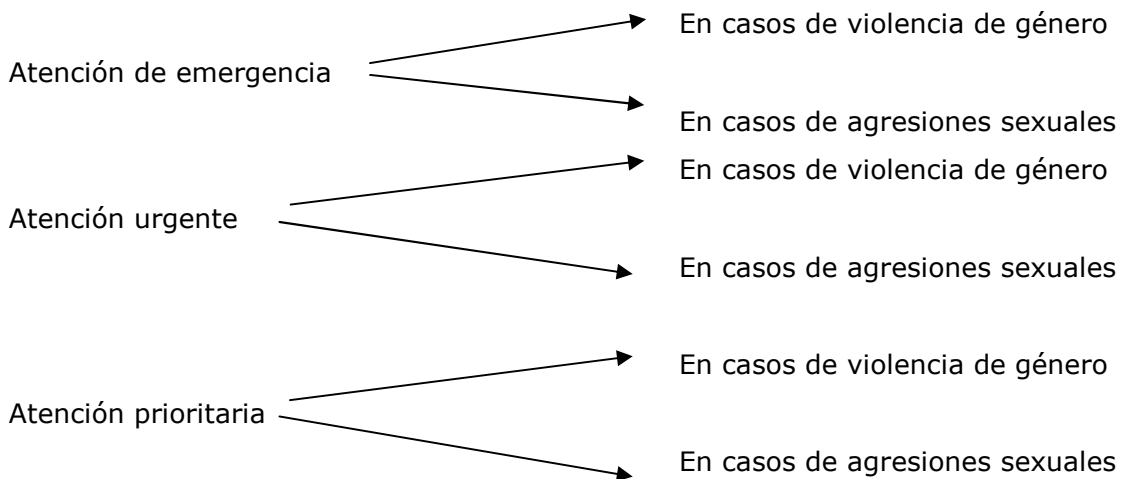 En casos de violencia de género
Atención de emergencia
En casos de agresiones sexuales
En casos de violencia de género
Atención urgente
En casos de agresiones sexuales
En casos de violencia de género
Atención prioritaria
En casos de agresiones sexuales